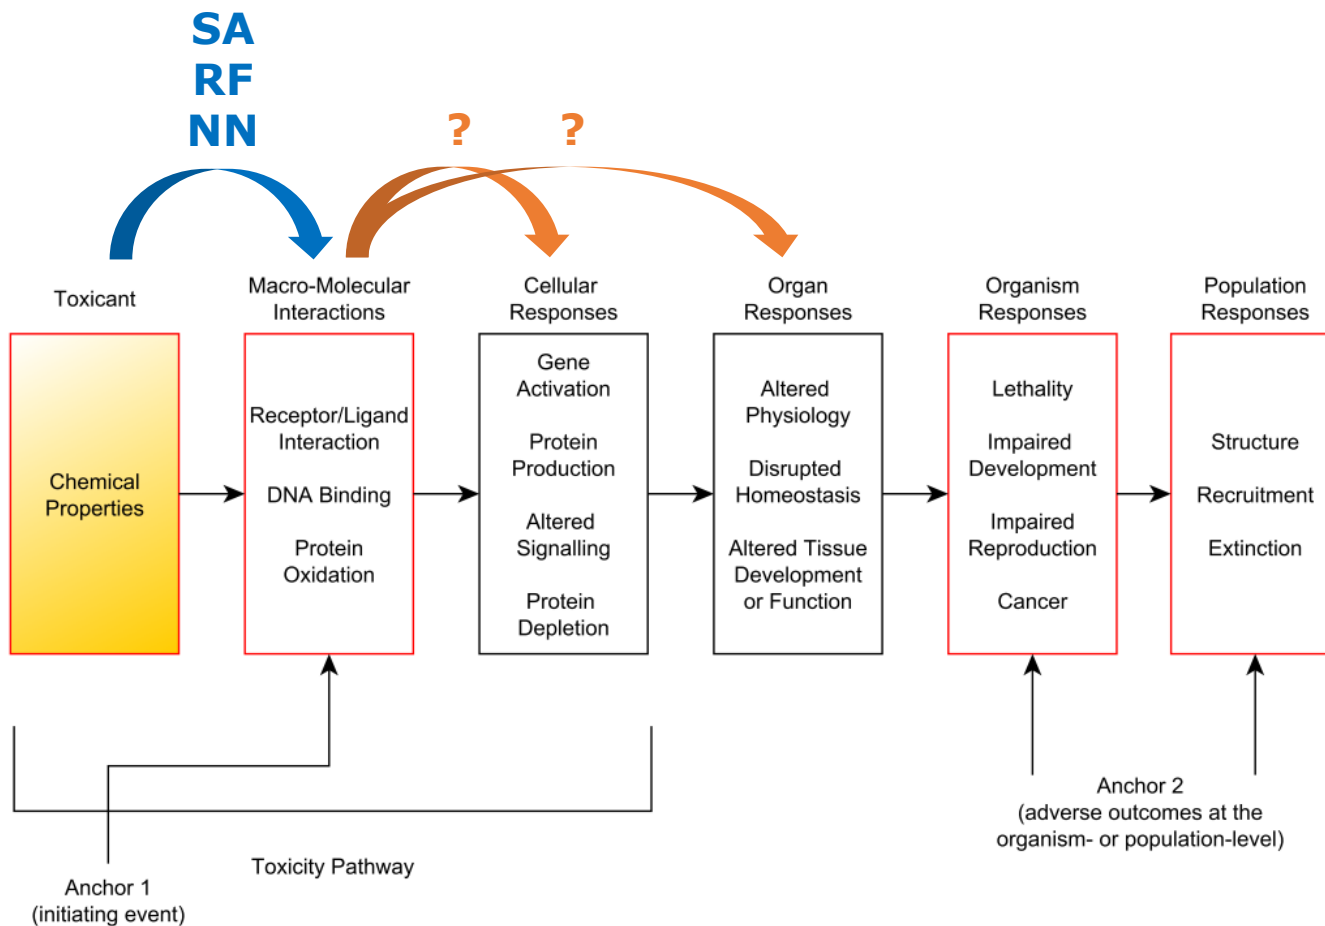 SA
RF
NN
?
?
Toxicant
Macro-Molecular
Interactions
Cellular
Responses
Organ
Responses
Organism
Responses
Population
Responses
Chemical
Properties
Receptor/Ligand
Interaction
DNA Binding
Protein
Oxidation
Gene
Activation
Protein
Production
Altered
Signalling
Protein
Depletion
Altered
Physiology
Disrupted
Homeostasis
Altered Tissue
Development
or Function
Lethality
Impaired
Development
Impaired
Reproduction
Cancer
Structure
Recruitment
Extinction
Toxicity Pathway
Anchor 1
(initiating event)
Anchor 2
(adverse outcomes at the
organism- or population-level)